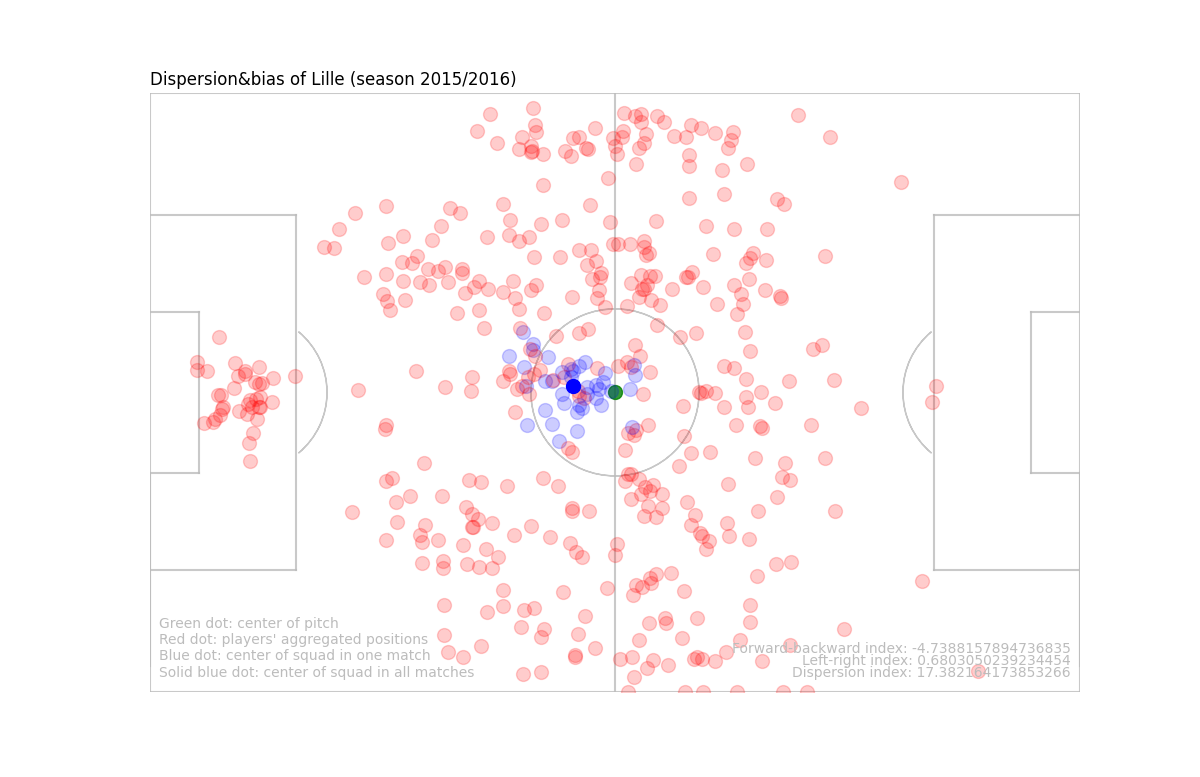 Dispersion&bias of Lille (season 2015/2016)
Green dot: center of pitch
Red dot: players' aggregated positions
Blue dot: center of squad in one match
Solid blue dot: center of squad in all matches
Forward-backward index: -4.7388157894736835
Left-right index: 0.6803050239234454
Dispersion index: 17.382164173853266